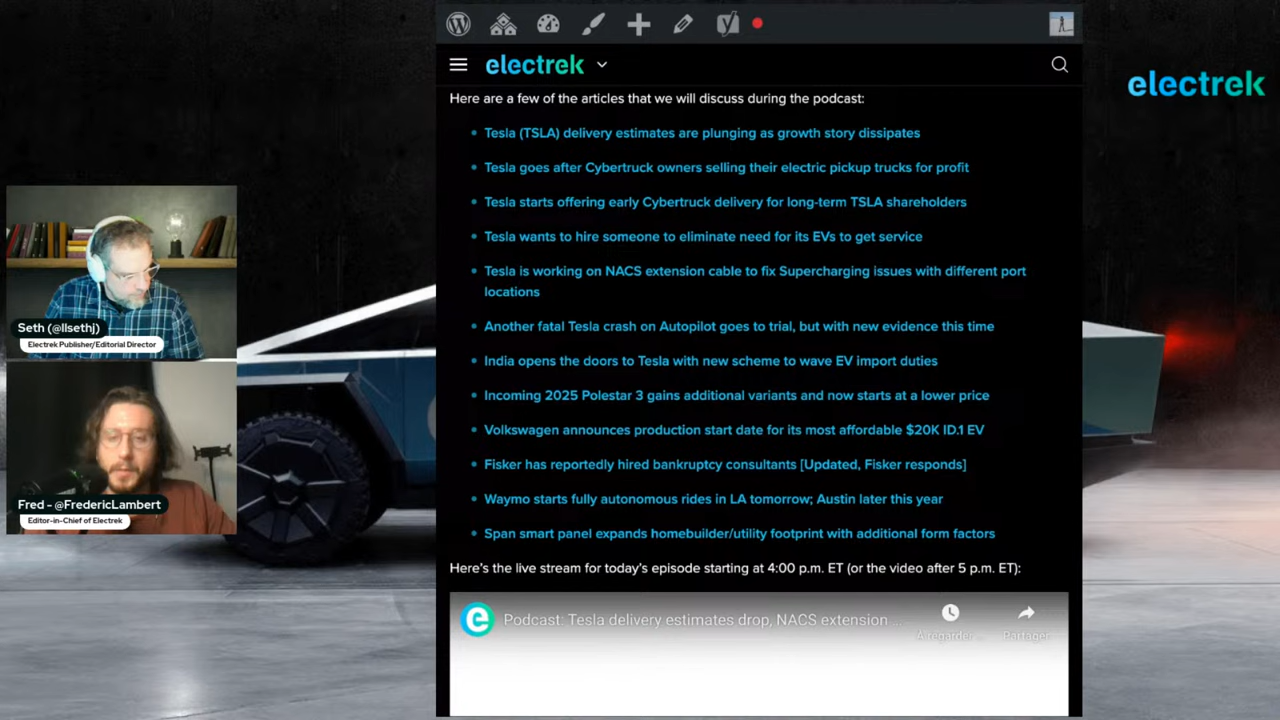 electrek
electrek
Here are a few of the articles that we will discuss during the podcast:
Tesla (TSLA) delivery estimates are plunging as growth story dissipates
Tesla goes after Cybertruck owners selling their electric pickup trucks for profit
Tesla starts offering early Cybertruck delivery for long-term TSLA shareholders
Tesla wants to hire someone to eliminate need for its EVs to get service
Tesla is working on NACS extension cable to fix Supercharging issues with different port
locations
Another fatal Tesla crash on Autopilot goes to trial, but with new evidence this time
India opens the doors to Tesla with new scheme to wave EV import duties
Incoming 2025 Polestar 3 gains additional variants and now starts at a lower price
Volkswagen announces production start date for its most affordable $20K ID.1 EV
Fisker has reportedly hired bankruptcy consultants [Updated, Fisker responds]
Waymo starts fully autonomous rides in LA tomorrow; Austin later this year
Span smart panel expands homebuilder/utility footprint with additional form factors
Here's the live stream for today's episode starting at 4:00 p.m. ET (or the video after 5 p.m. ET):
Podcast: Tesla delivery estimates drop, NACS extension ...
À regarder ...
Partager
Seth (@llsethj)
Electrek Publisher/Editorial Director
Fred - @FredericLambert
Editor-in-Chief of Electrek